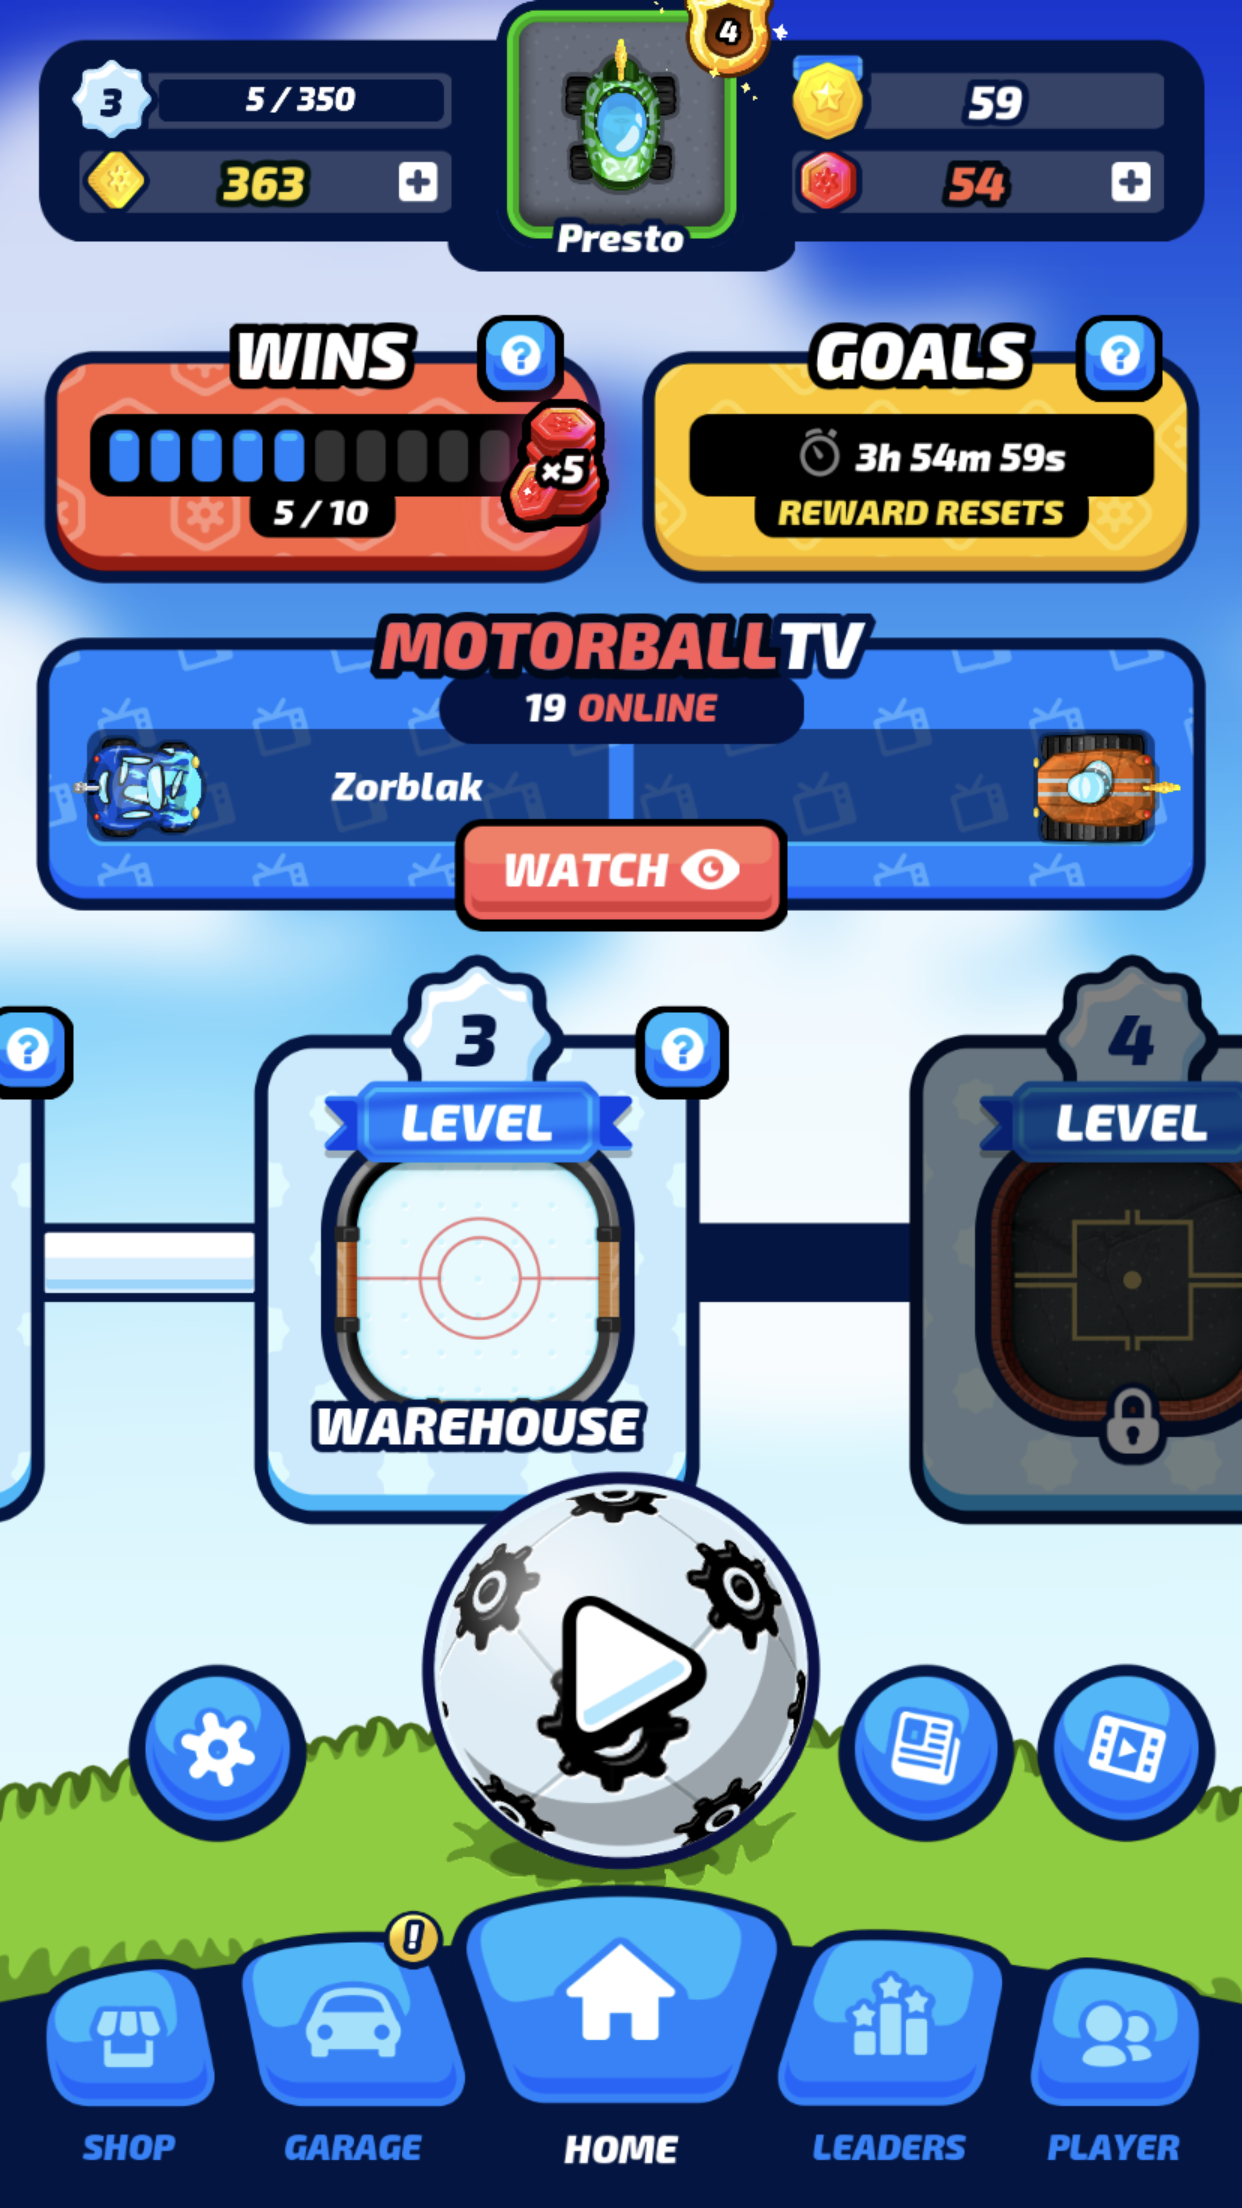 4
3
5 / 350
59
363
54
Presto
WINS
GOALS
×5
3h 54m 59s
5 / 10
REWARD RESETS
MOTORBALLTV
19 ONLINE
Zorblak
WATCH
3
4
LEVEL
LEVEL
WAREHOUSE
SHOP
GARAGE
HOME
LEADERS
PLAYER